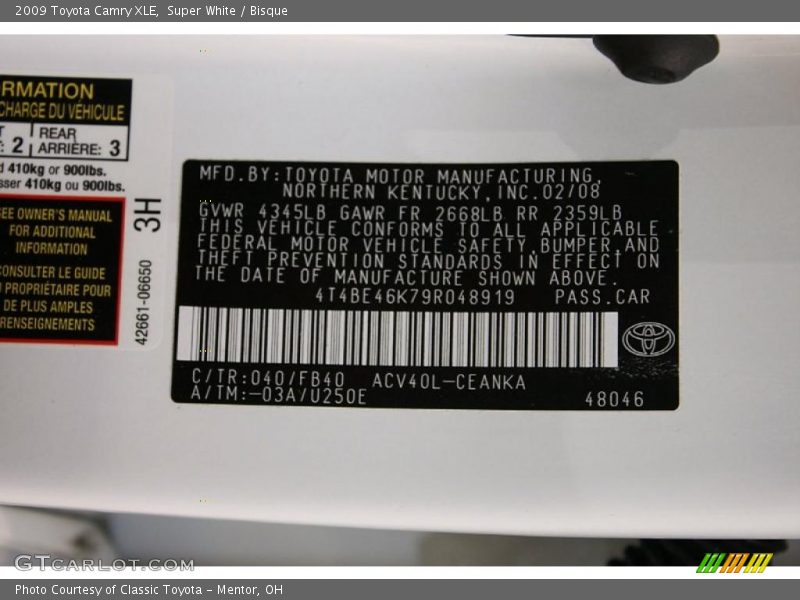 2009 Toyota Camry XLE, Super White / Bisque
RMATION
CHARGE DU VÉHICULE
T
: 2
REAR
ARRIÈRE: 3
d 410kg or 900lbs.
sser 410kg ou 900lbs.
SEE OWNER'S MANUAL
FOR ADDITIONAL
INFORMATION
CONSULTER LE GUIDE
U PROPRIÉTAIRE POUR
DE PLUS AMPLES
RENSEIGNEMENTS
3H
42661-06650
MFD.BY:TOYOTA MOTOR MANUFACTURING,
NORTHERN KENTUCKY,INC.02/08
GVWR 4345LB GAWR FR 2668LB RR 2359LB
THIS VEHICLE CONFORMS TO ALL APPLICABLE
FEDERAL MOTOR VEHICLE SAFETY,BUMPER,AND
THEFT PREVENTION STANDARDS IN EFFECT ON
THE DATE OF MANUFACTURE SHOWN ABOVE.
4T4BE46K79R048919 PASS.CAR
C/TR:040/FB40 ACV40L-CEANKA
A/TM:-03A/U250E
48046
GTCARLOT.COM
Photo Courtesy of Classic Toyota - Mentor, OH